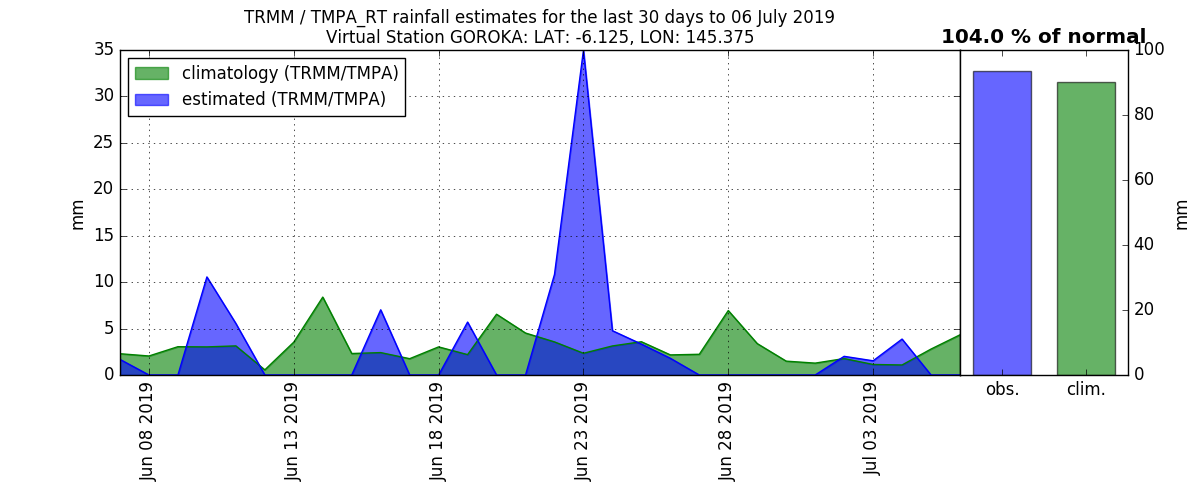 TRMM / TMPA_RT rainfall estimates for the last 30 days to 06 July 2019
Virtual Station GOROKA: LAT: -6.125, LON: 145.375
104.0 % of normal
climatology (TRMM/TMPA)
estimated (TRMM/TMPA)
35
30
25
20
15
10
5
0
mm
Jun 08 2019
Jun 13 2019
Jun 18 2019
Jun 23 2019
Jun 28 2019
Jul 03 2019
100
80
60
40
20
0
mm
obs.
clim.